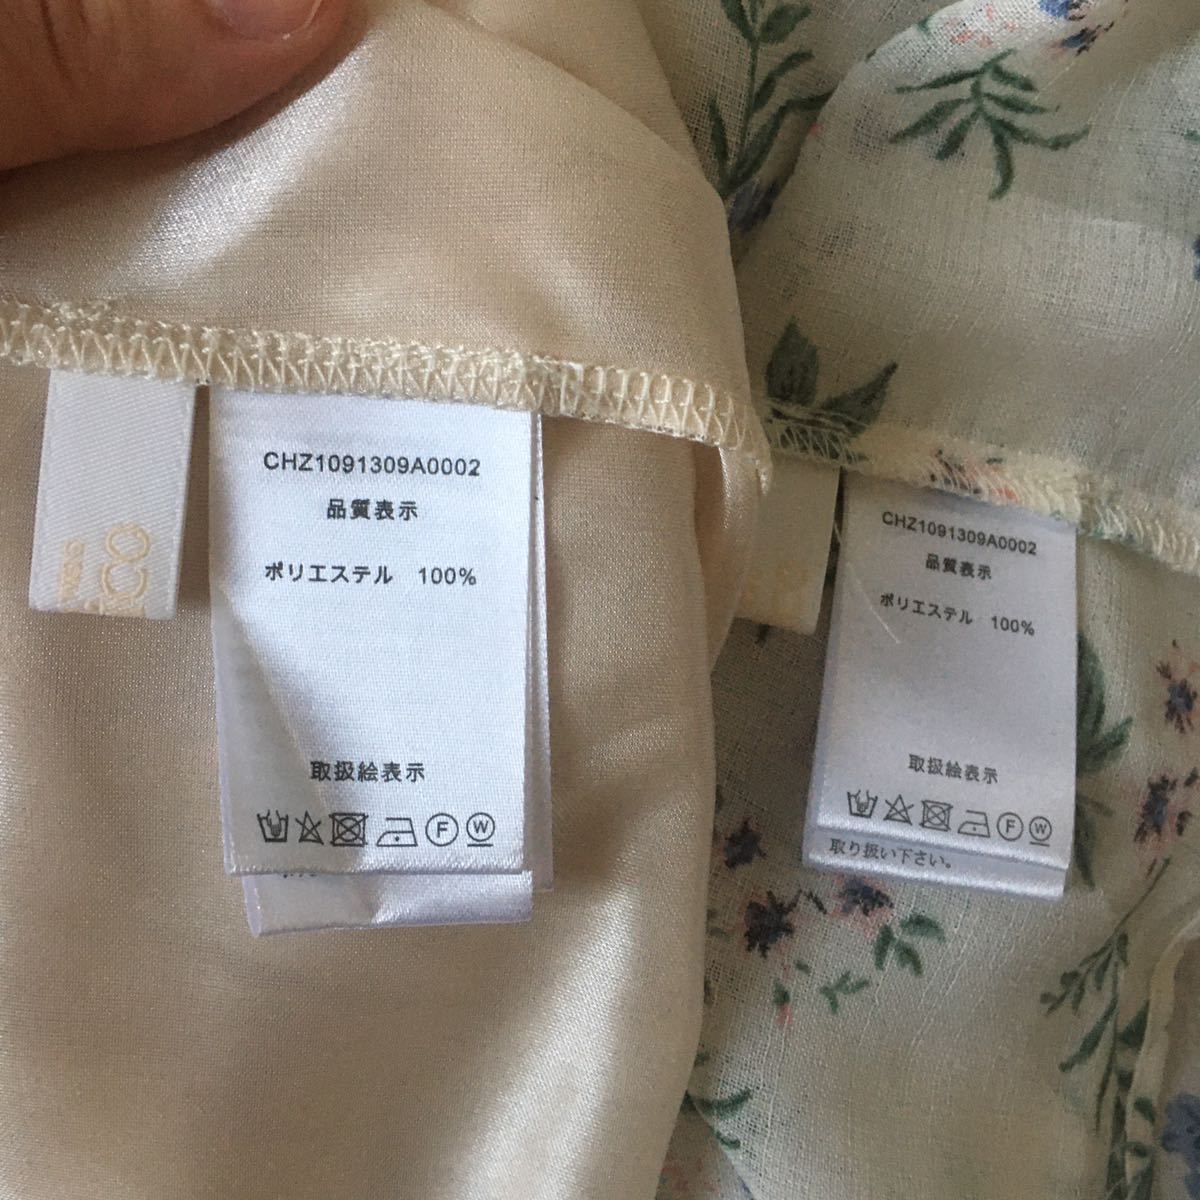 CHZ1091309A0002
品質表示
ポリエステル 100%
取扱絵表示
F
W
CHZ1091309A0002
品質表示
ポリエステル 100%
取扱絵表示
F
W
取り扱い下さい。